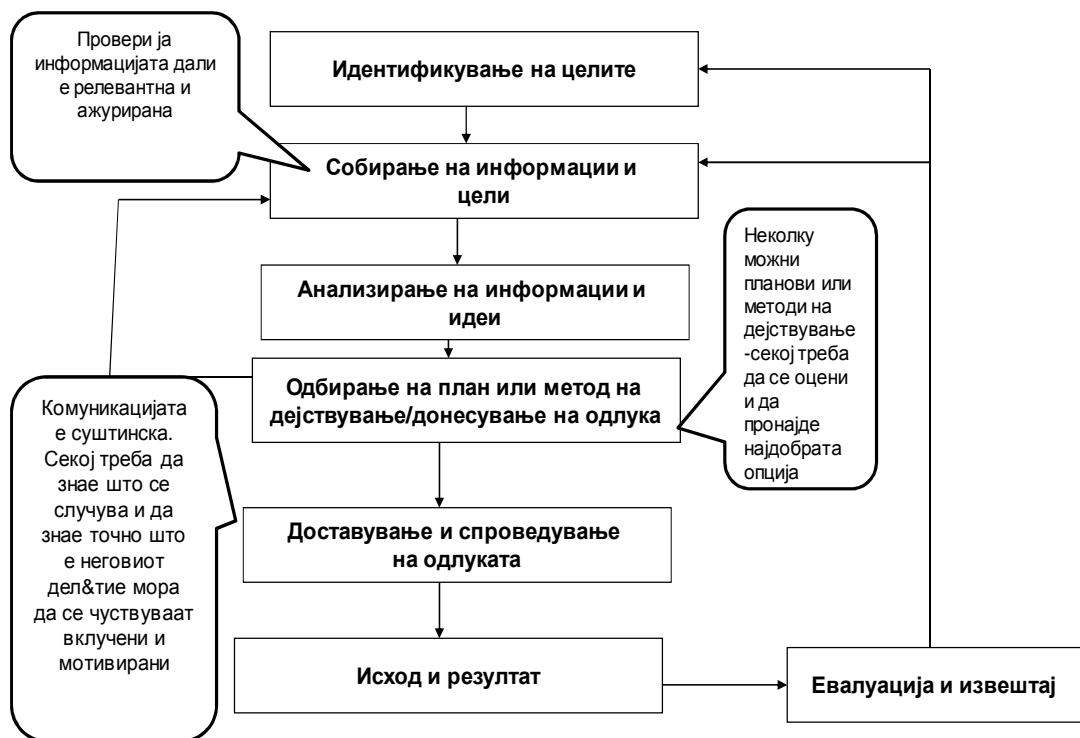 Провери ја
информацијата дали
е релевантна и
ажурирана
Идентификување на целите
Собирање на информации и
цели
Анализирање на информации и
идеи
Неколку
можни
планови или
методи на
дејствување
-секој треба
да се оцени
и да
пронајде
најдобрата
опција
Одбирање на план или метод на
дејствување/донесување на одлука
Комуникацијата
е суштинска.
Секој треба да
знае што се
случува и да
знае точно што
е неговиот
дел&тие мора
да се чуствуваат
вклучени и
мотивирани
Доставување и спроведување
на одлуката
Исход и резултат
Евалуација и извештај